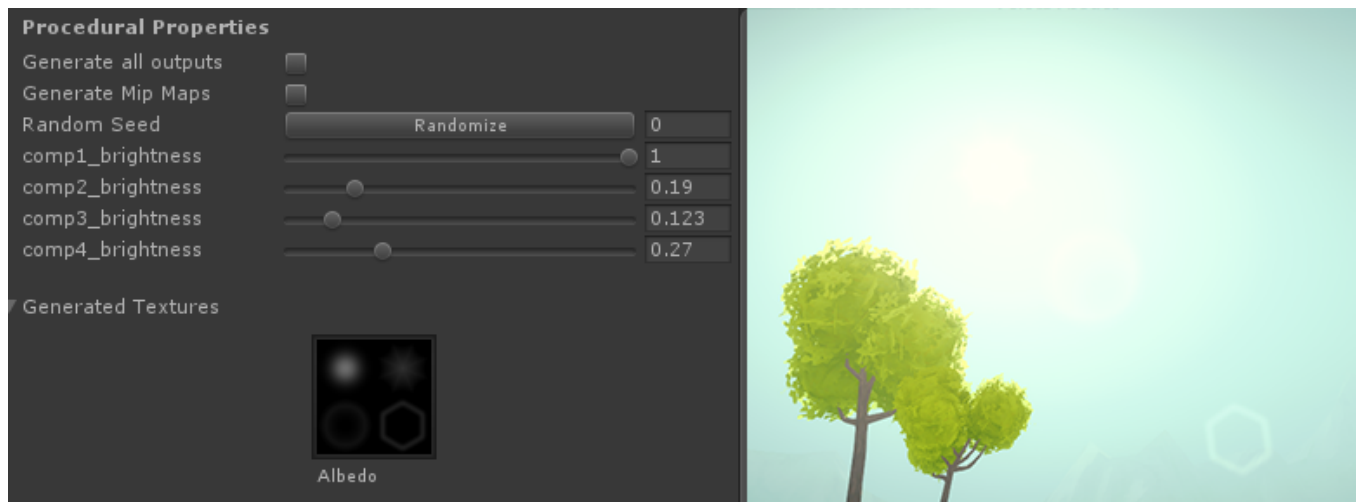 Procedural Properties
Generate all outputs
Generate Mip Maps
Random Seed Randomize 0
comp1_brightness 1
comp2_brightness 0.19
comp3_brightness 0.123
comp4_brightness 0.27
Generated Textures
Albedo